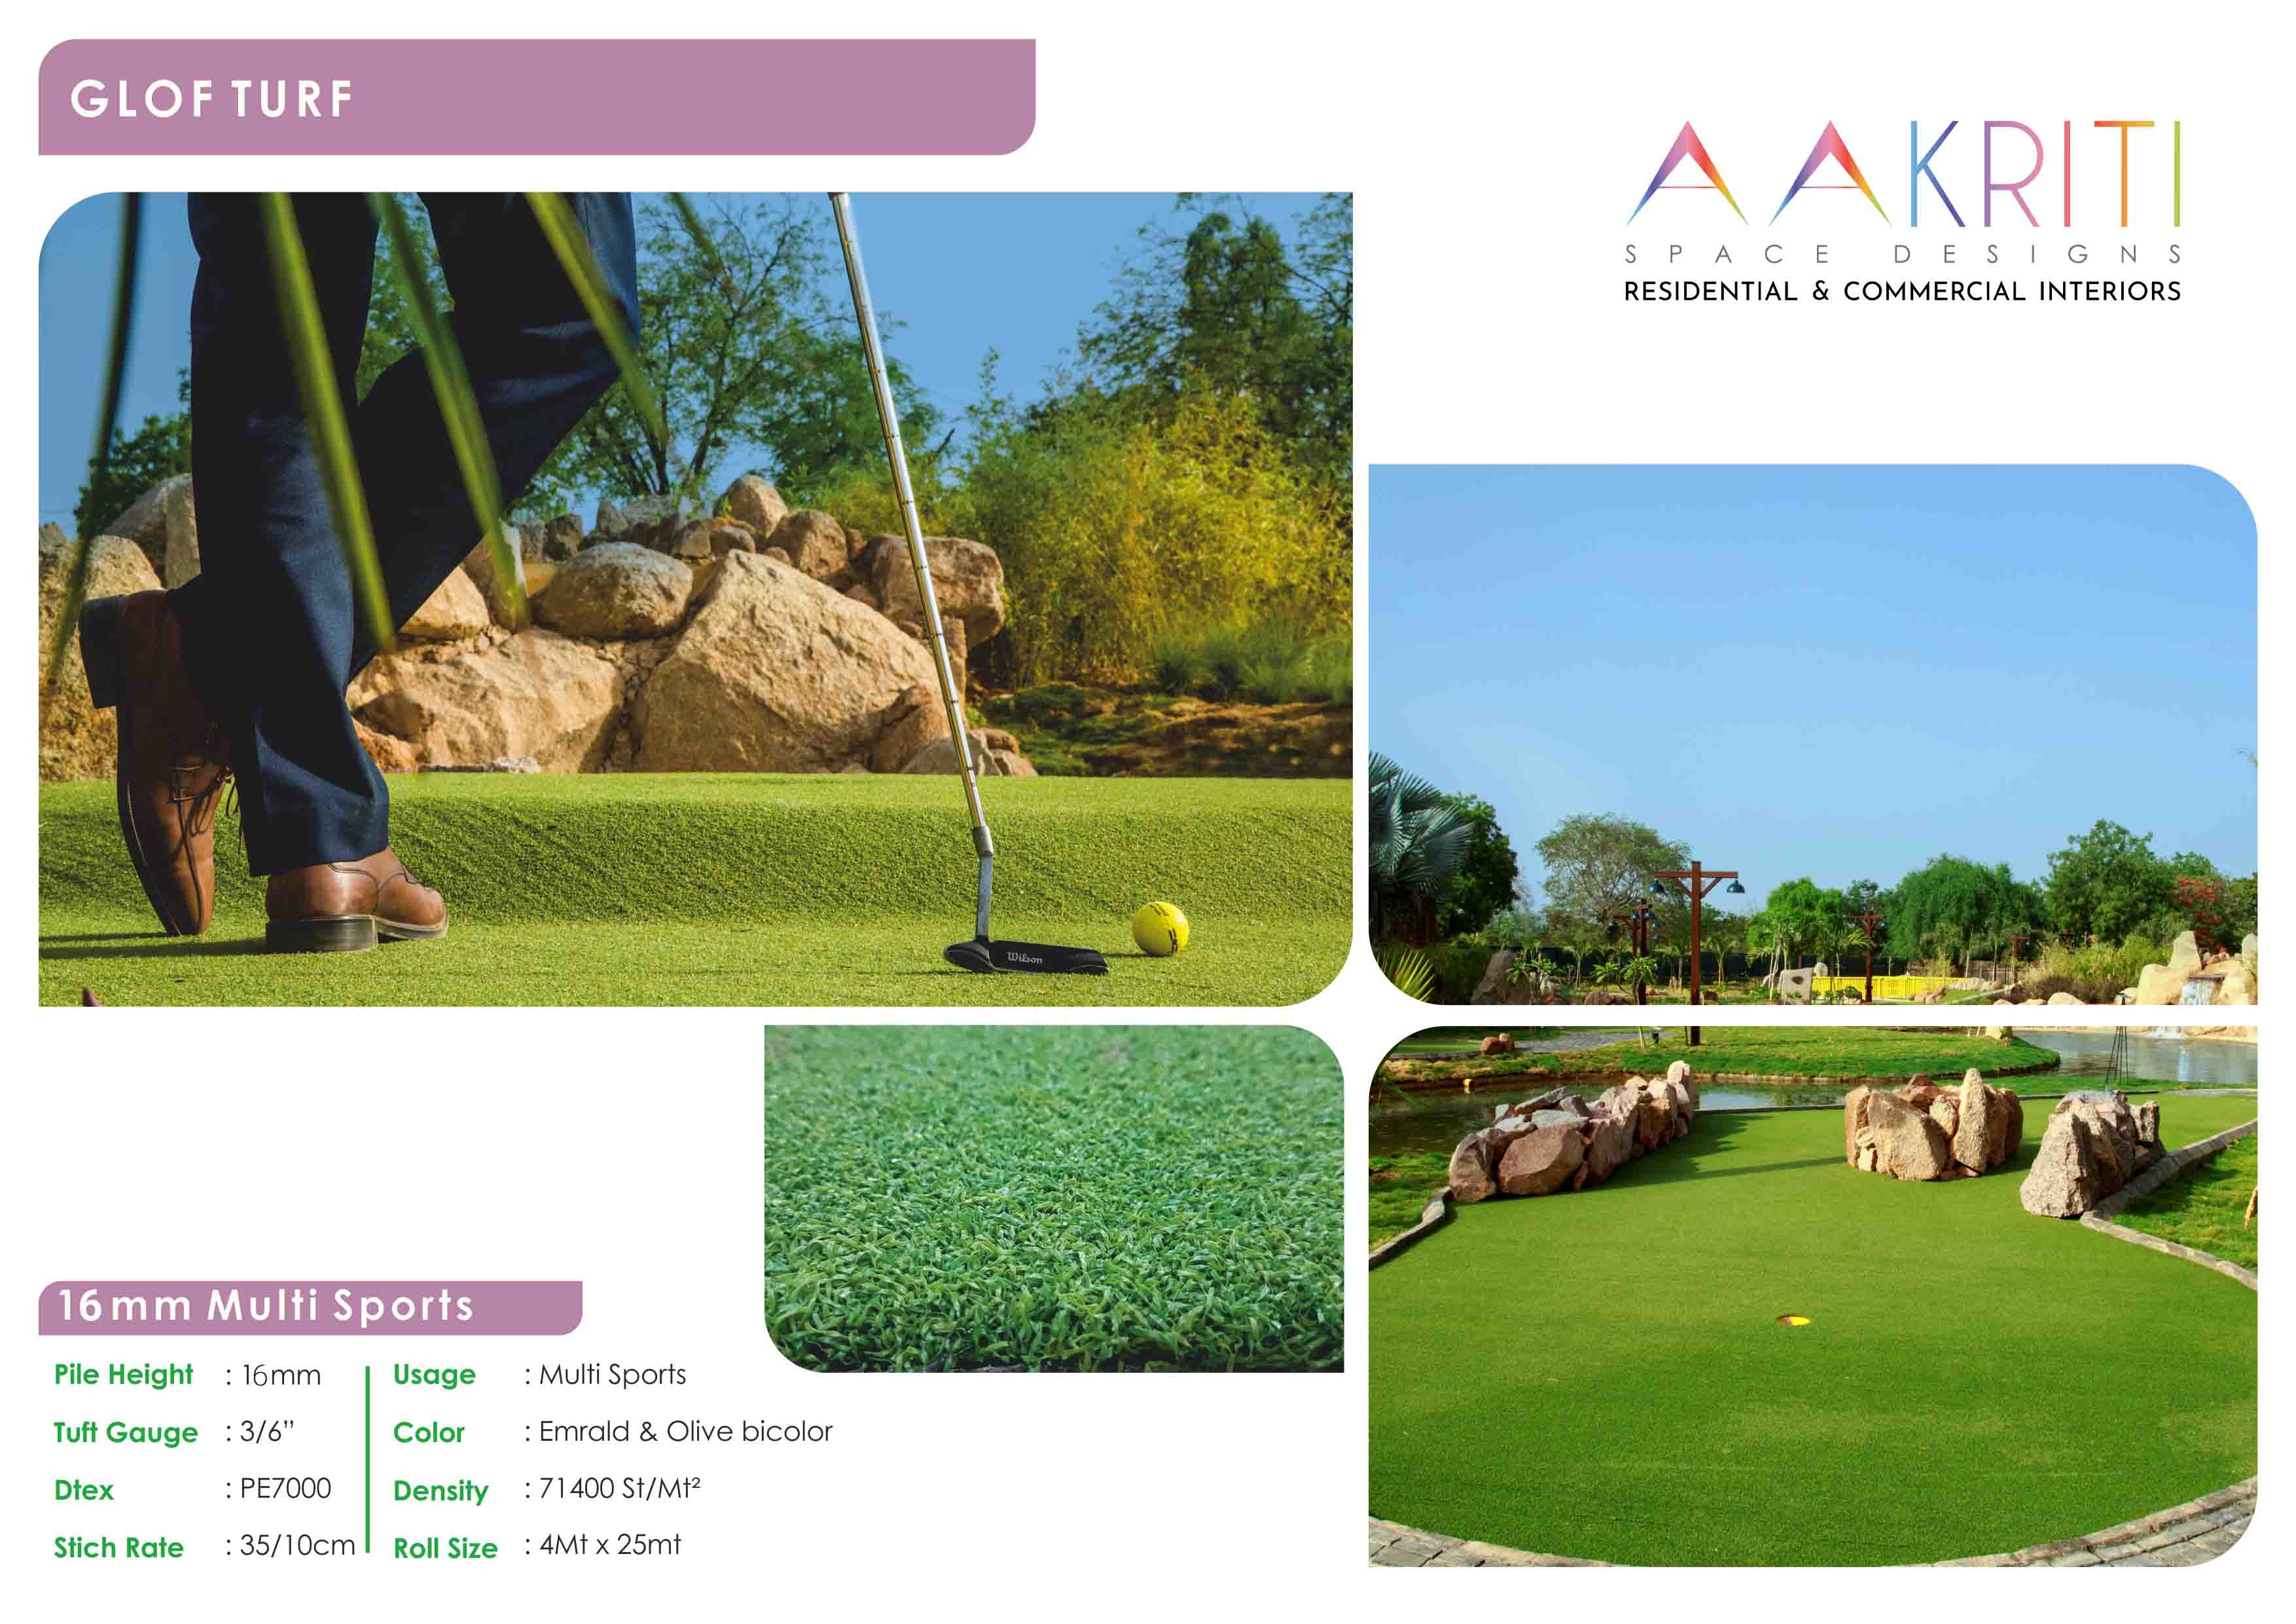 GLOF TURF
AAKRITI
SPACE DESIGNS
RESIDENTIAL & COMMERCIAL INTERIORS
Wilson
16mm Multi Sports
Pile Height : 16mm
Tuft Gauge : 3/6”
Dtex : PE7000
Stich Rate : 35/10cm
Usage : Multi Sports
Color : Emrald & Olive bicolor
Density : 71400 St/Mt²
Roll Size : 4Mt x 25mt